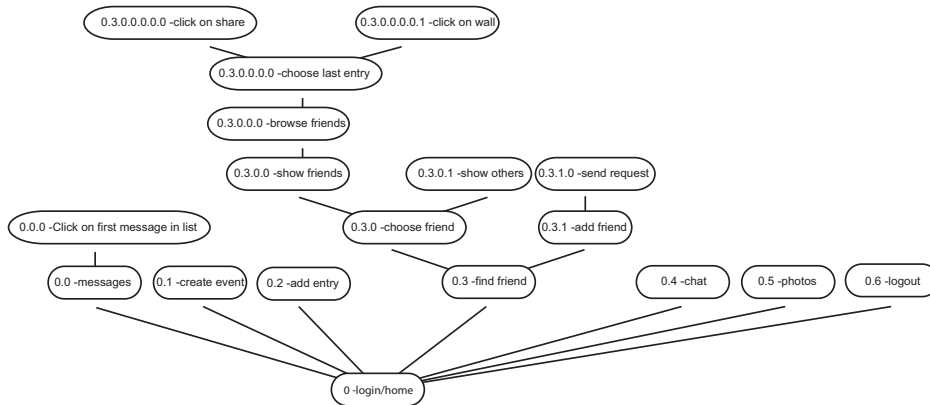 0.3.0.0.0.0.0 -click on share
0.3.0.0.0.0.1 -click on wall
0.3.0.0.0.0 -choose last entry
0.3.0.0.0 -browse friends
0.3.0.0 -show friends
0.3.0.1 -show others
0.3.1.0 -send request
0.0.0 -Click on first message in list
0.3.0 -choose friend
0.3.1 -add friend
0.0 -messages
0.1 -create event
0.2 -add entry
0.3 -find friend
0.4 -chat
0.5 -photos
0.6 -logout
0 -login/home